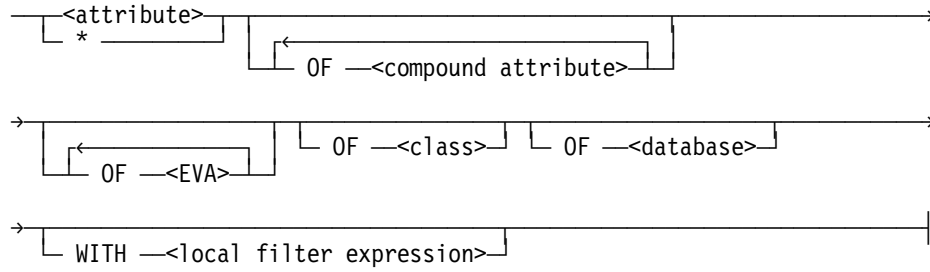 <attribute>
*
OF <compound attribute>
OF <EVA> OF <class> OF <database>
WITH <local filter expression>